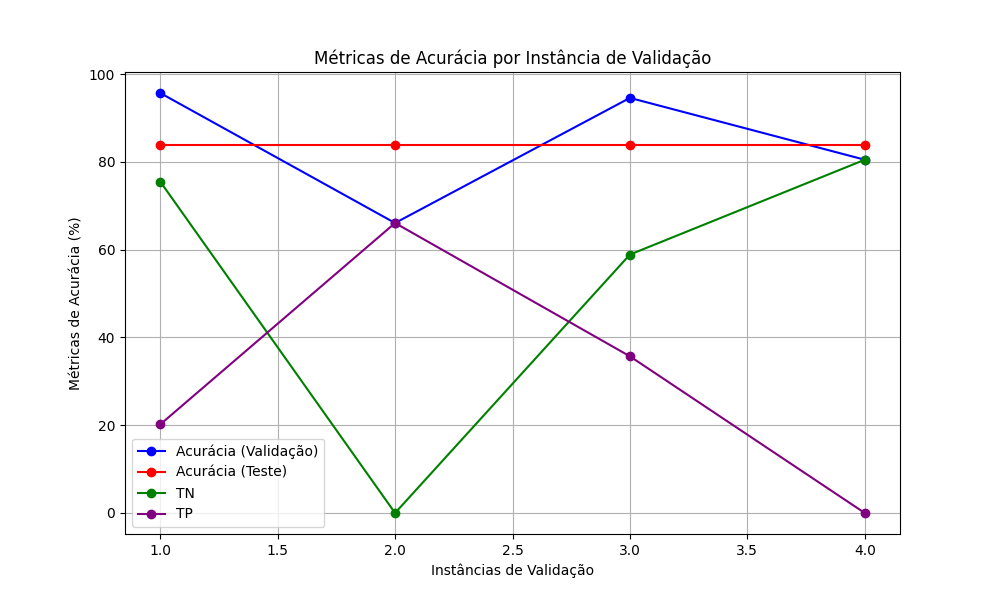 Métricas de Acurácia por Instância de Validação
Métricas de Acurácia (%)
100
80
60
40
20
0
Acurácia (Validação)
Acurácia (Teste)
TN
TP
1.0 1.5 2.0 2.5 3.0 3.5 4.0
Instâncias de Validação